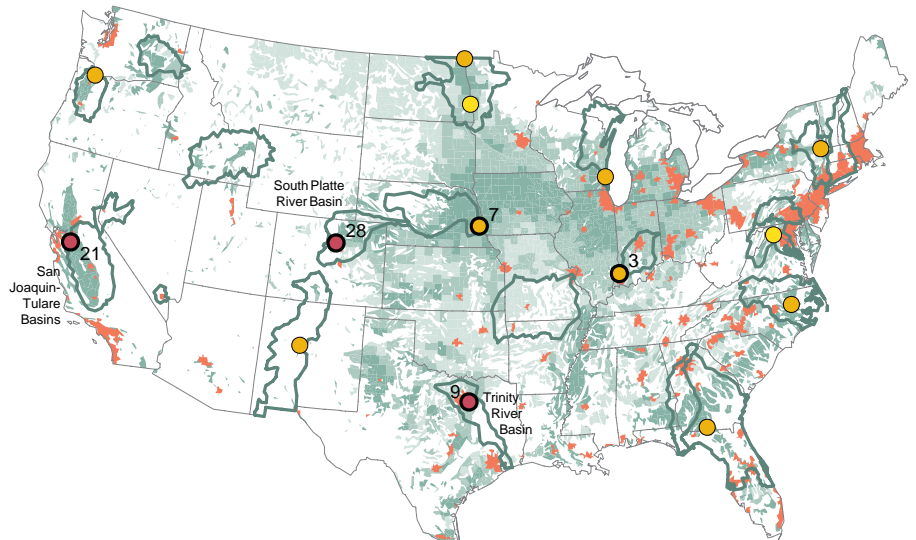 South Platte
River Basin
28
7
21
3
San
Joaquin-
Tulare
Basins
9
Trinity
River
Basin